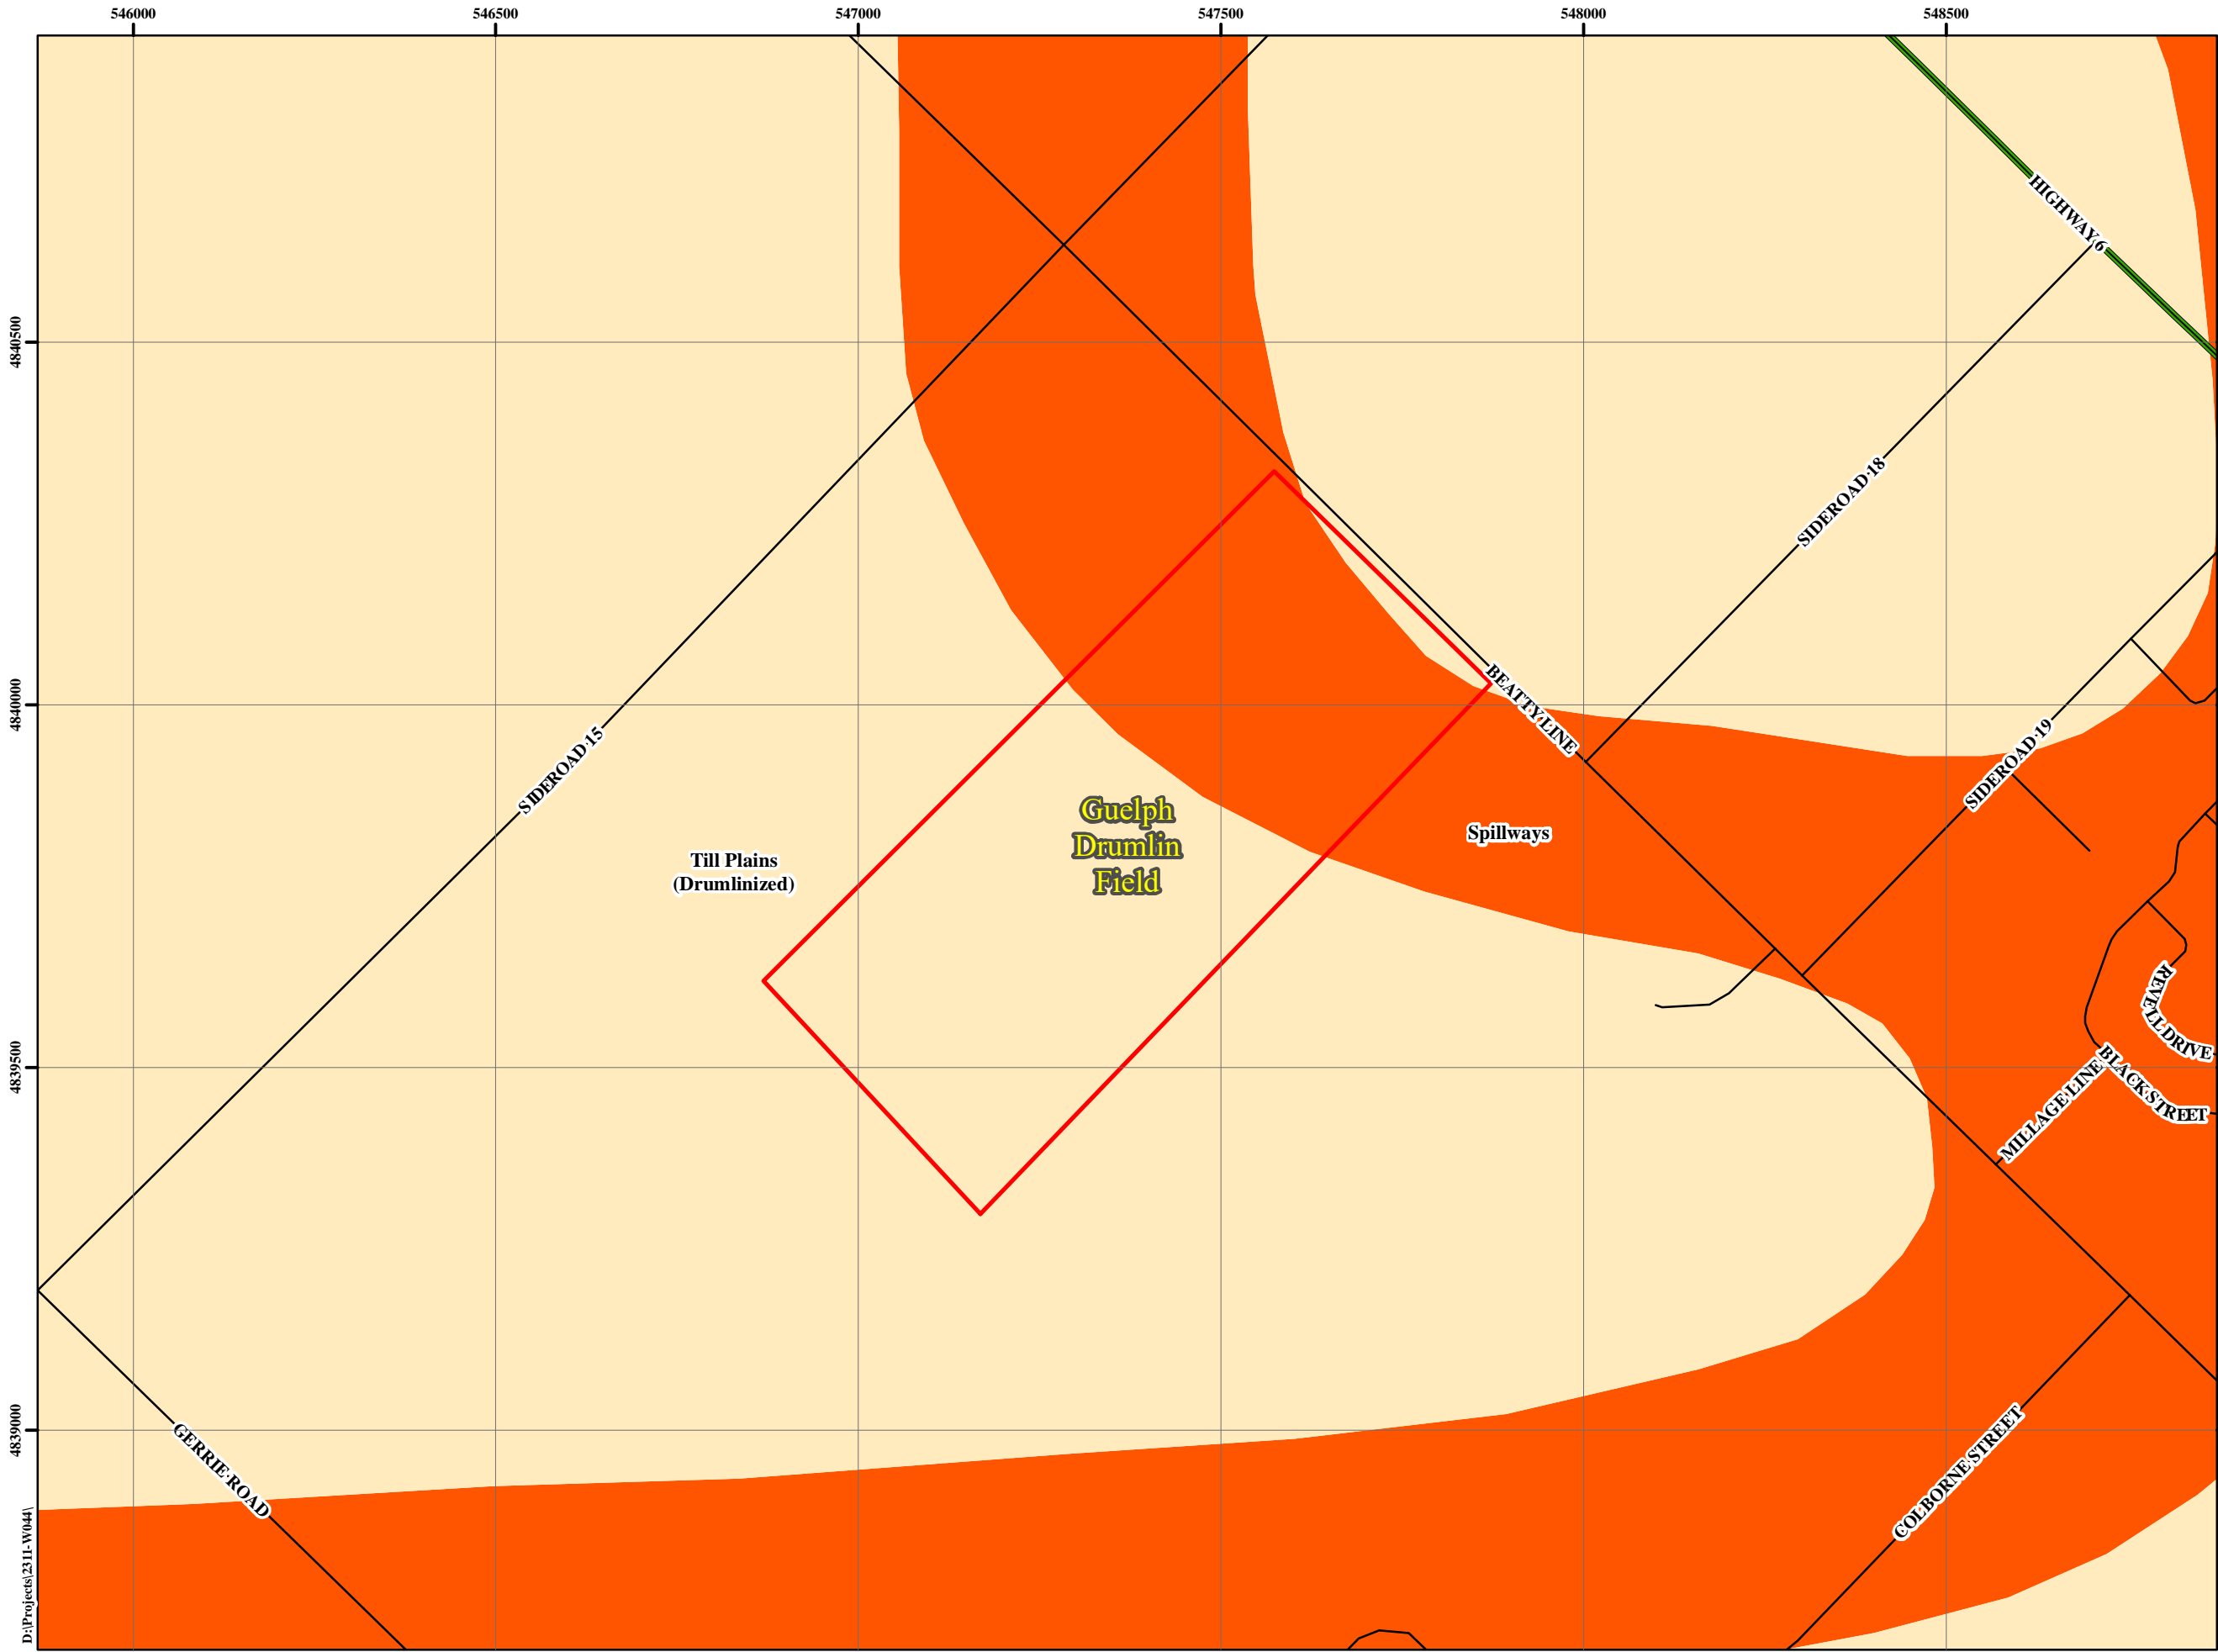 546000
546500
547000
547500
548000
548500
4840500
4840000
4839500
4839000
HIGHWAY 6
SIDEROAD 18
SIDEROAD 15
BEATTY LINE
SIDEROAD 19
Guelph
Drumlin
Field
Spillways
Till Plains
(Drumlinized)
REVELL DRIVE
BLACK STREET
MILLAGE LINE
GERRIE ROAD
COLBORNE STREET
D:\Projects\2311-W044\